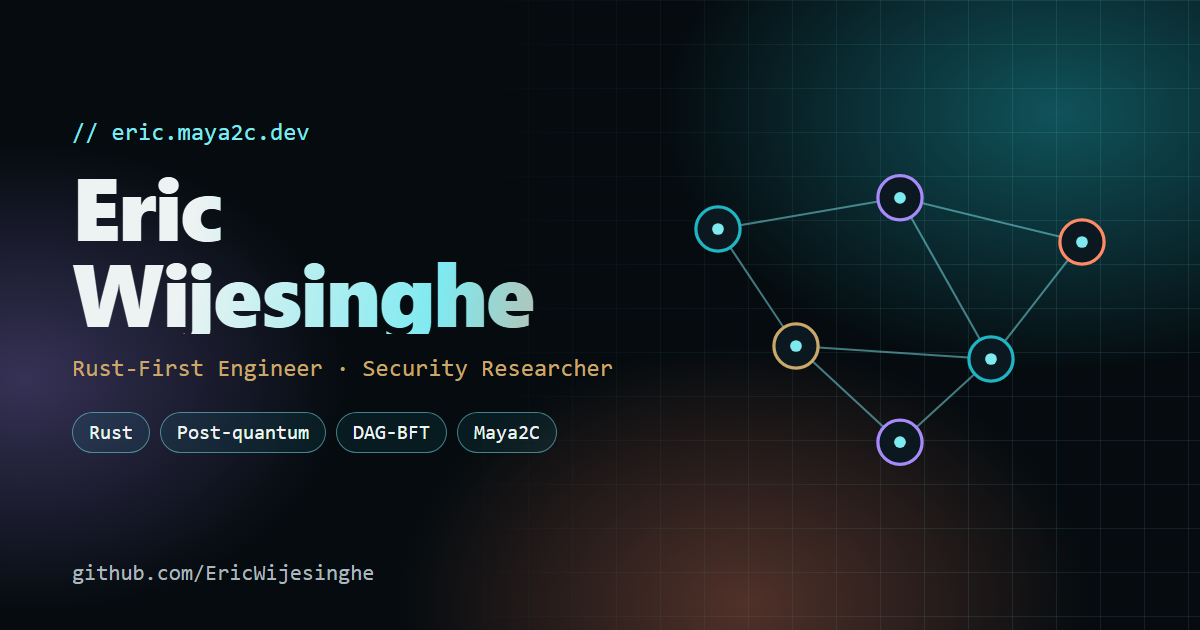 // eric.maya2c.dev
Eric
Wijesinghe
Rust-First Engineer · Security Researcher
Rust Post-quantum DAG-BFT Maya2C
github.com/EricWijesinghe